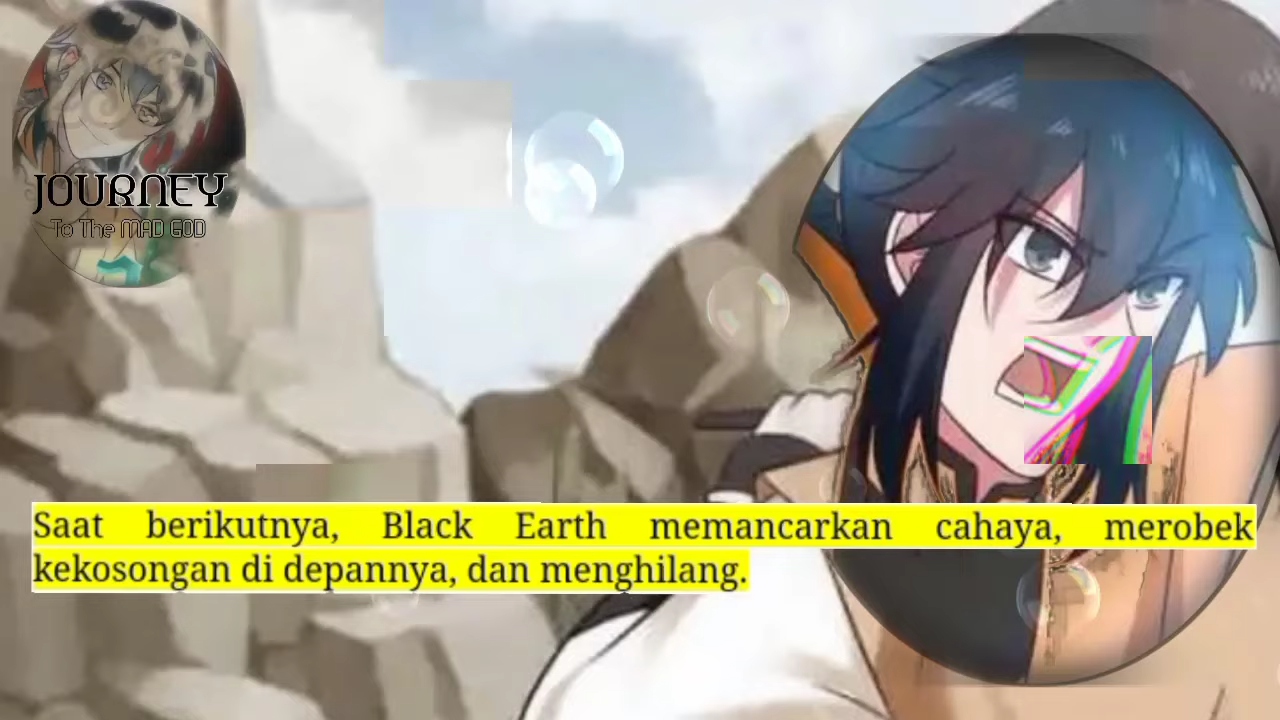 JOURNEY
To The MAD GOD
Saat berikutnya, Black Earth memancarkan cahaya, merobek
kekosongan di depannya, dan menghilang.